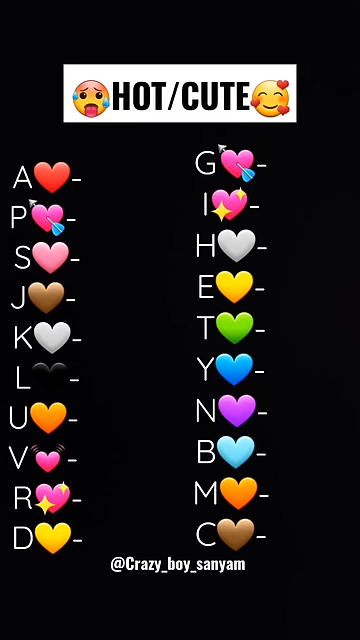 🥵HOT/CUTE🥰
A❤️-
P💘-
S🩷-
J🤎-
K🩶-
L🖤-
U🧡-
V💓-
R💖-
D💛-
G💘-
I💖-
H🩶-
E💛-
T💚-
Y💙-
N💜-
B🩵-
M🧡-
C🤎-
@Crazy_boy_sanyam